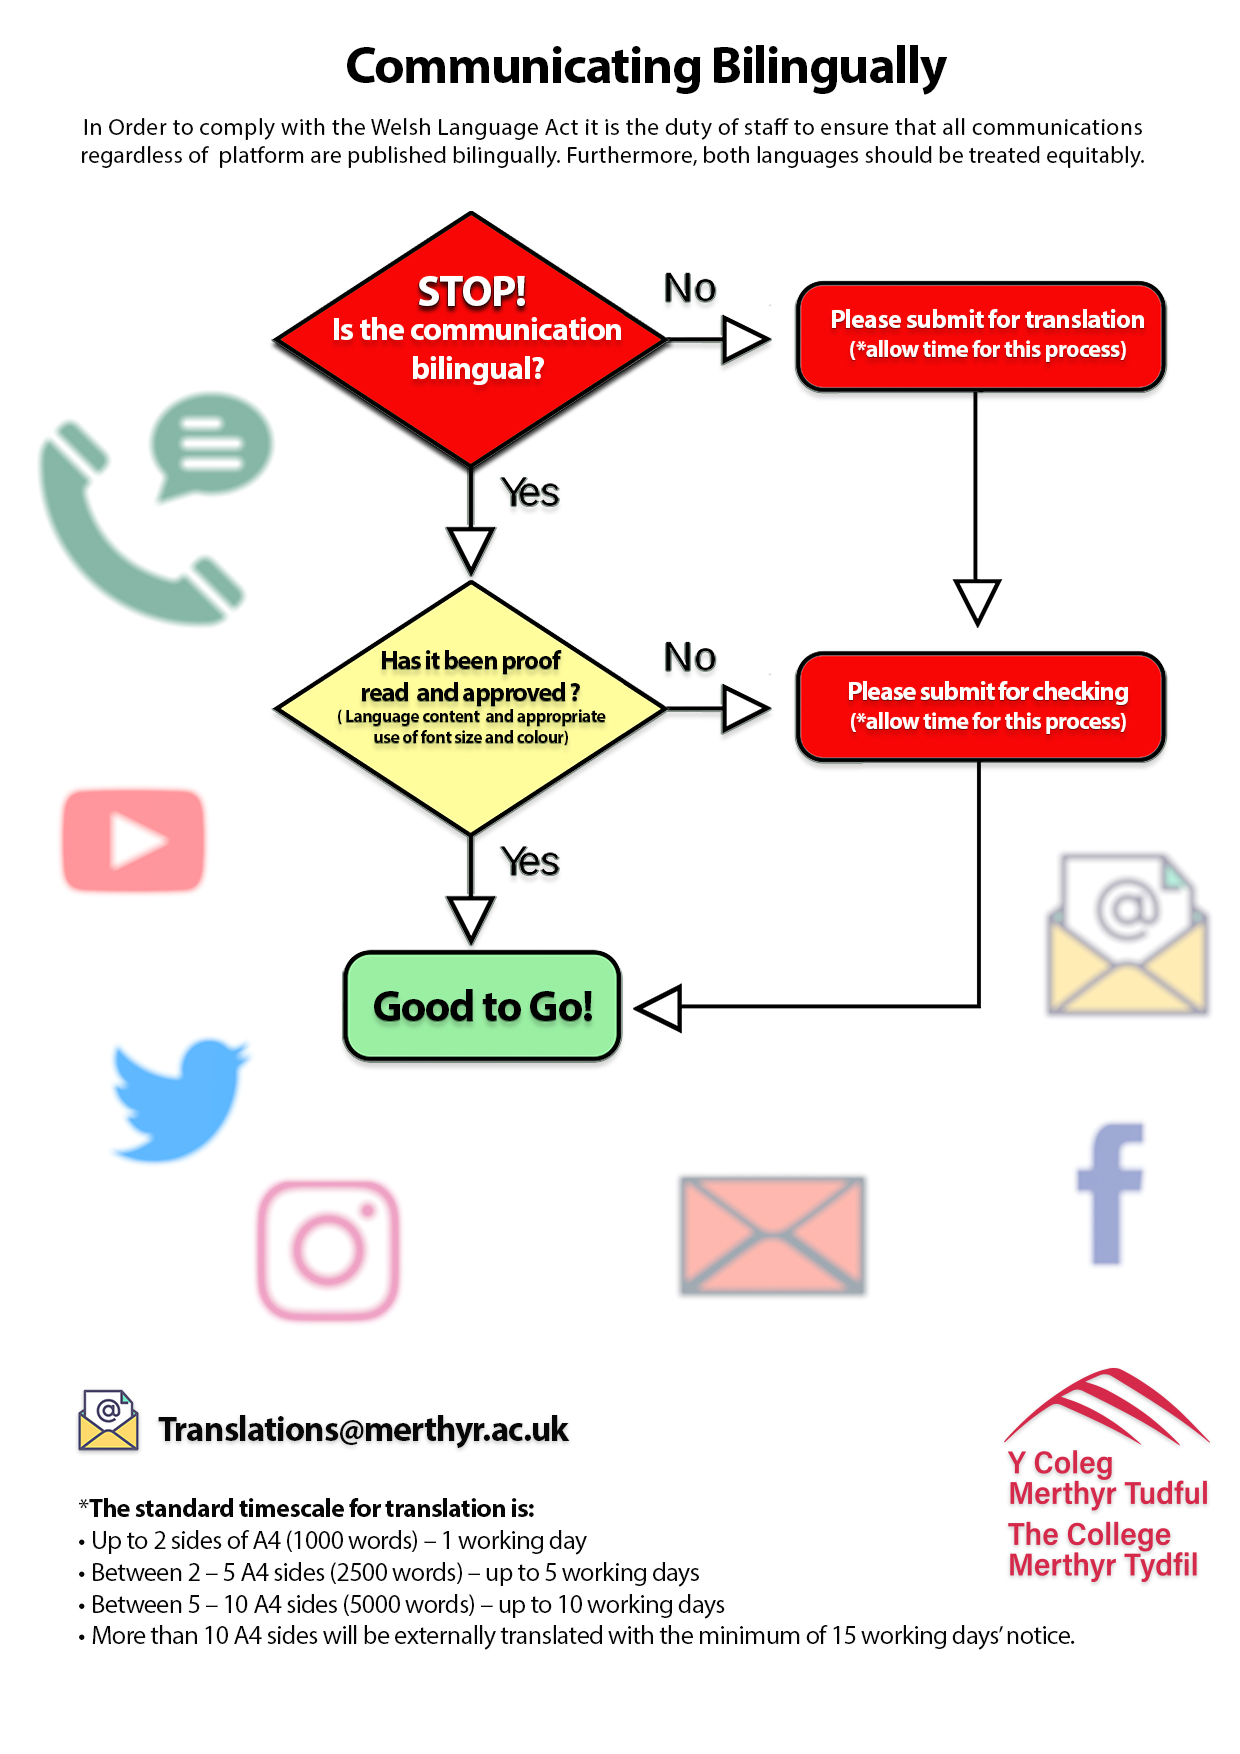 Communicating Bilingually
In Order to comply with the Welsh Language Act it is the duty of staff to ensure that all communications
regardless of platform are published bilingually. Furthermore, both languages should be treated equitably.
STOP!
Is the communication
bilingual?
No
Please submit for translation
(*allow time for this process)
Yes
Has it been proof
read and approved ?
( Language content and appropriate
use of font size and colour)
No
Please submit for checking
(*allow time for this process)
Yes
Good to Go!
Translations@merthyr.ac.uk
*The standard timescale for translation is:
• Up to 2 sides of A4 (1000 words) – 1 working day
• Between 2 – 5 A4 sides (2500 words) – up to 5 working days
• Between 5 – 10 A4 sides (5000 words) – up to 10 working days
• More than 10 A4 sides will be externally translated with the minimum of 15 working days’ notice.
Y Coleg
Merthyr Tudful
The College
Merthyr Tydfil